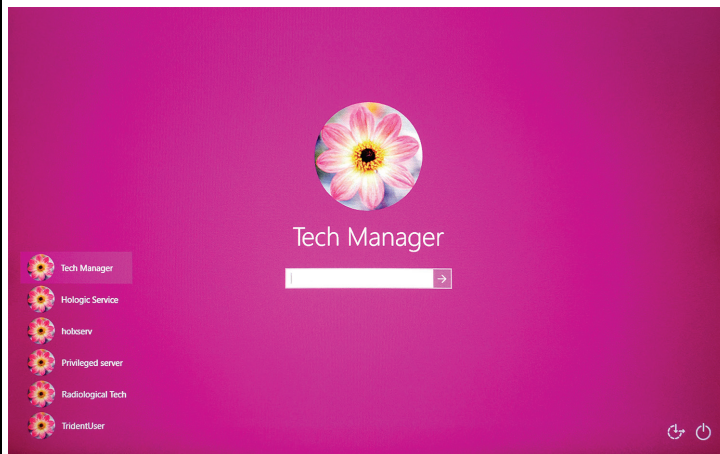 Tech Manager
Tech Manager
Hologic Service
holxserv
Privileged server
Radiological Tech
TridentUser